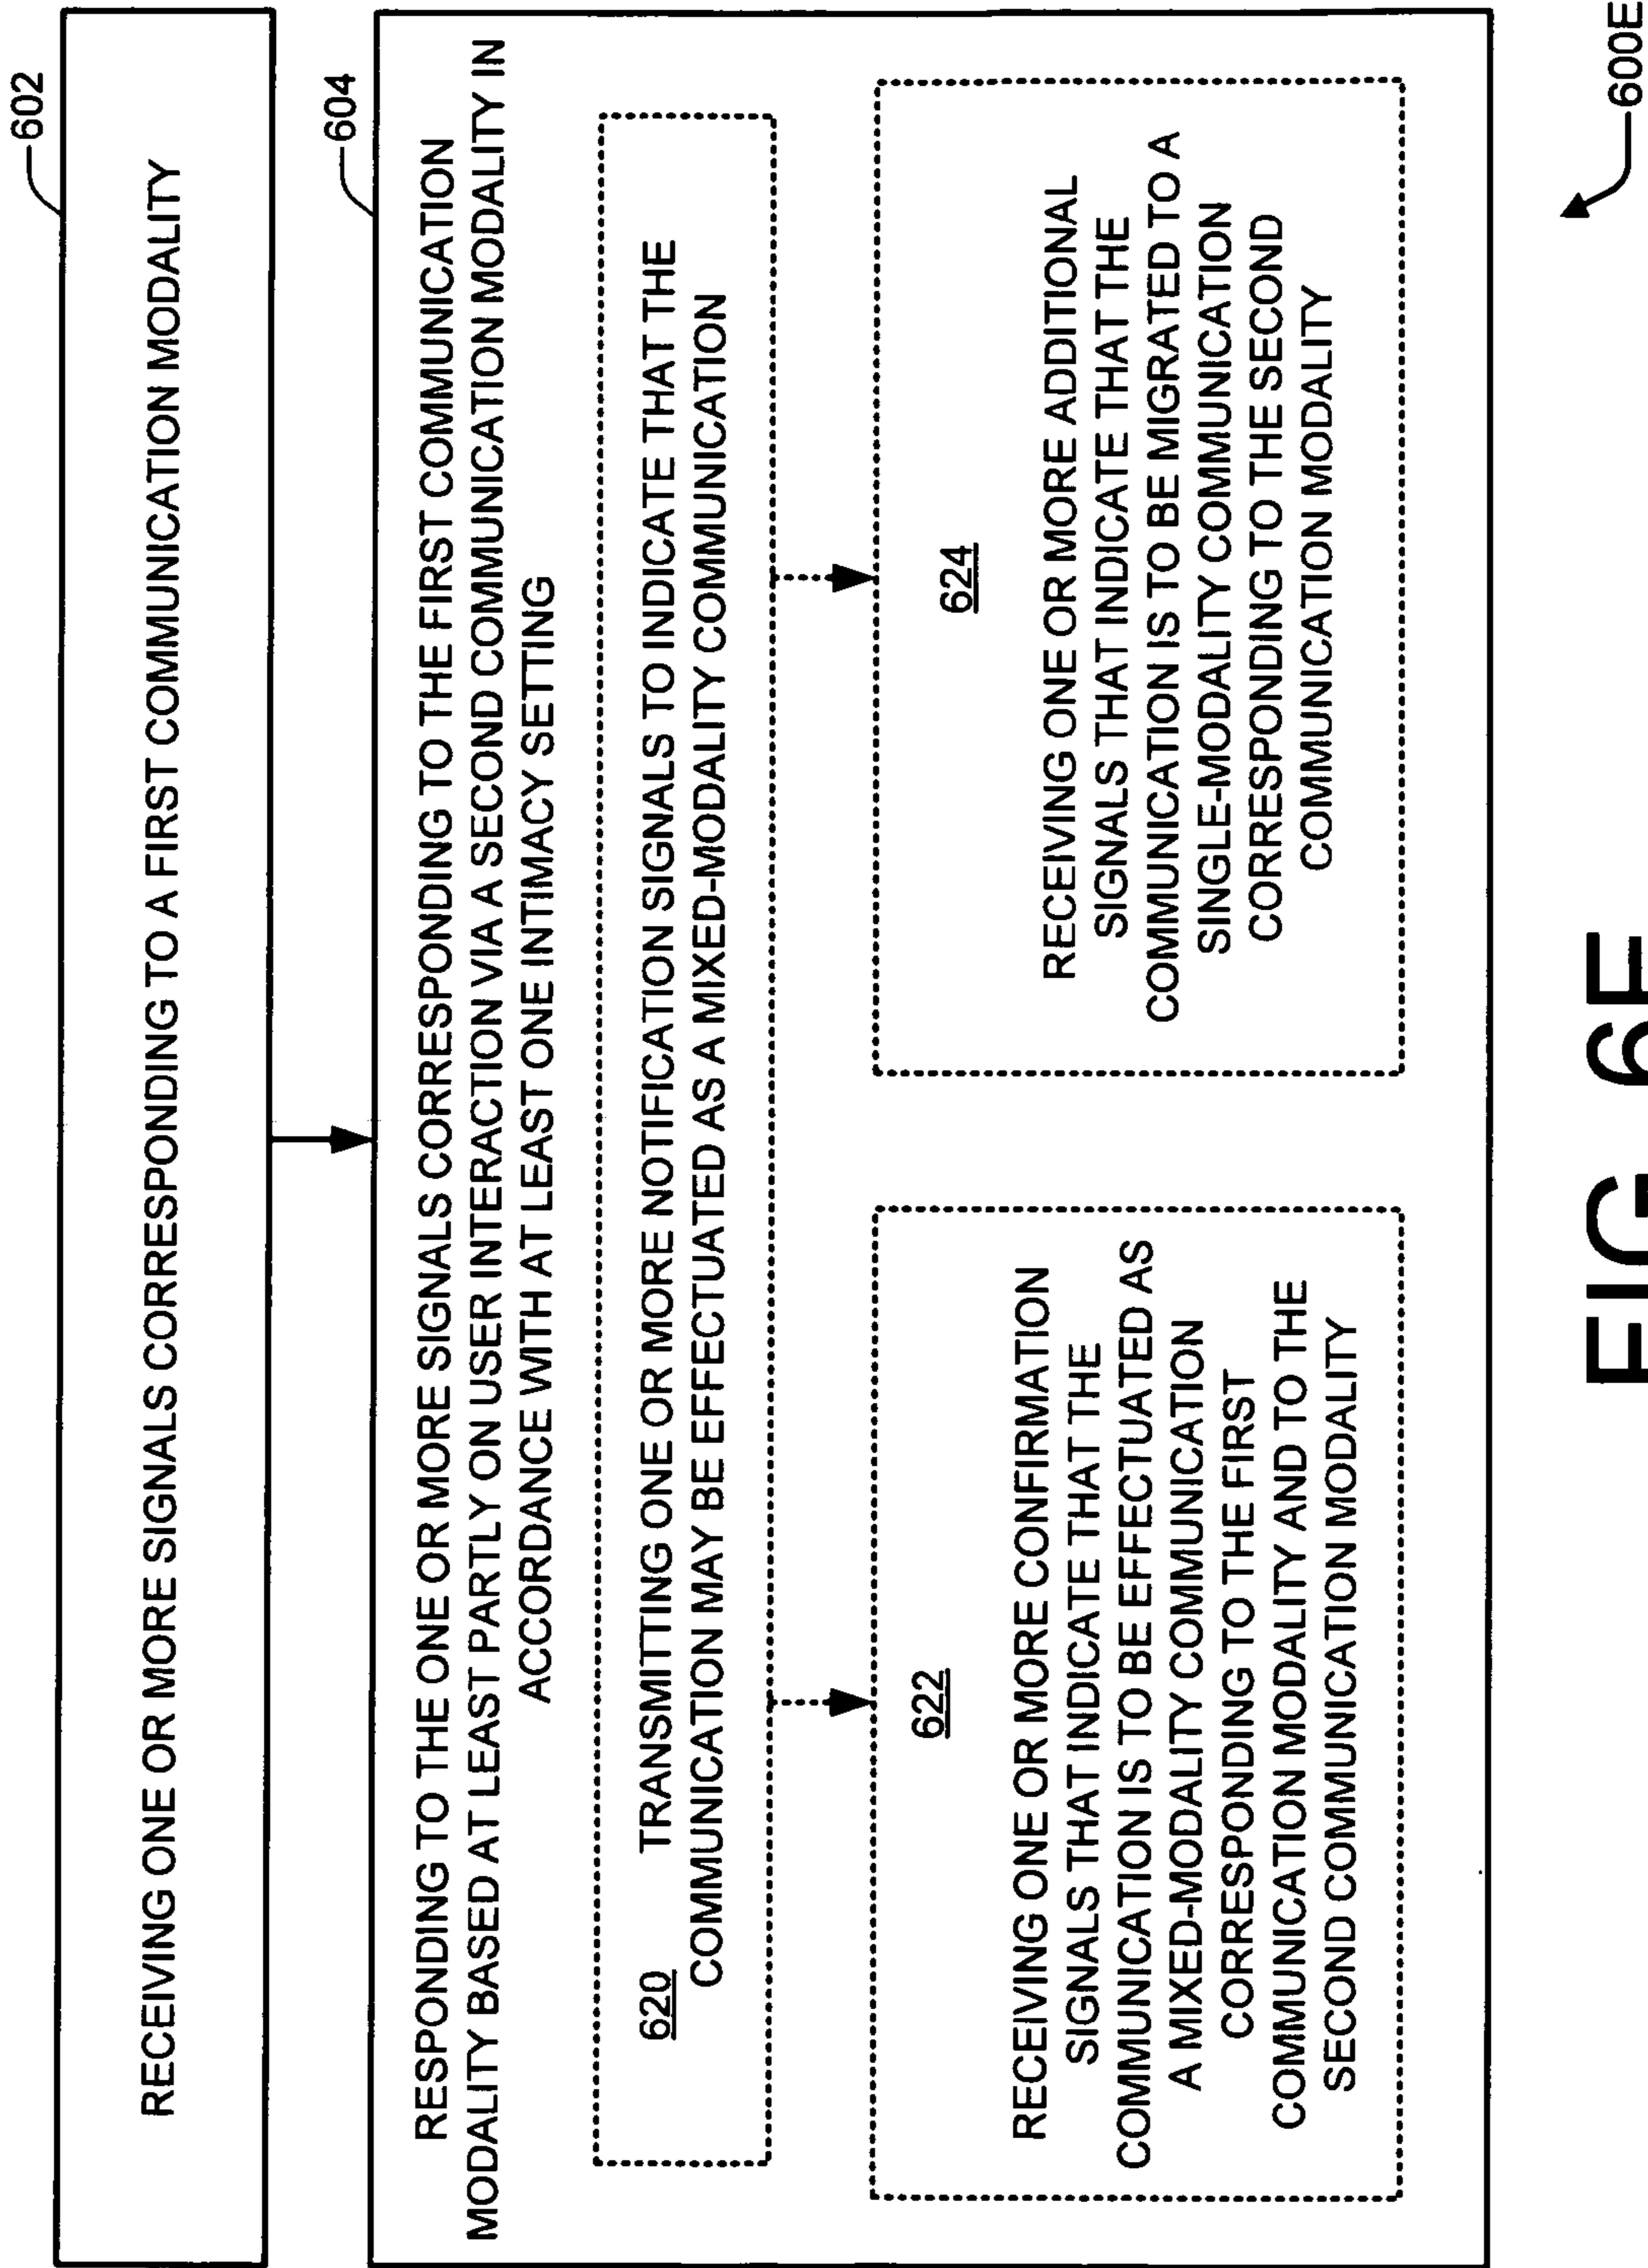 602
RECEIVING ONE OR MORE SIGNALS CORRESPONDING TO A FIRST COMMUNICATION MODALITY
604
RESPONDING TO THE ONE OR MORE SIGNALS CORRESPONDING TO THE FIRST COMMUNICATION
MODALITY BASED AT LEAST PARTLY ON USER INTERACTION VIA A SECOND COMMUNICATION MODALITY IN
ACCORDANCE WITH AT LEAST ONE INTIMACY SETTING
620 TRANSMITTING ONE OR MORE NOTIFICATION SIGNALS TO INDICATE THAT THE
COMMUNICATION MAY BE EFFECTUATED AS A MIXED-MODALITY COMMUNICATION
622
RECEIVING ONE OR MORE CONFIRMATION
SIGNALS THAT INDICATE THAT THE
COMMUNICATION IS TO BE EFFECTUATED AS
A MIXED-MODALITY COMMUNICATION
CORRESPONDING TO THE FIRST
COMMUNICATION MODALITY AND TO THE
SECOND COMMUNICATION MODALITY
624
RECEIVING ONE OR MORE ADDITIONAL
SIGNALS THAT INDICATE THAT THE
COMMUNICATION IS TO BE MIGRATED TO A
SINGLE-MODALITY COMMUNICATION
CORRESPONDING TO THE SECOND
COMMUNICATION MODALITY
600E
FIG 6E